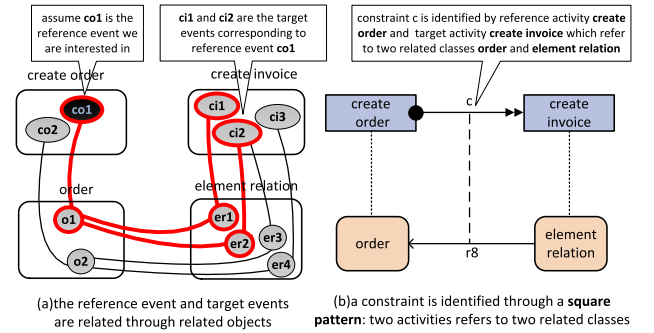 assume co1 is the
reference event we
are interested in
ci1 and ci2 are the target
events corresponding to
reference event co1
constraint c is identified by reference activity create
order and  target activity create invoice which refer
to two related classes order and element relation
create order
create invoice
co1
co2
ci1
ci2
ci3
order
element relation
o1
o2
er1
er2
er3
er4
(a)the reference event and target events
are related through related objects
create
order
c
create
invoice
order
r8
element
relation
(b)a constraint is identified through a square
pattern: two activities refers to two related classes